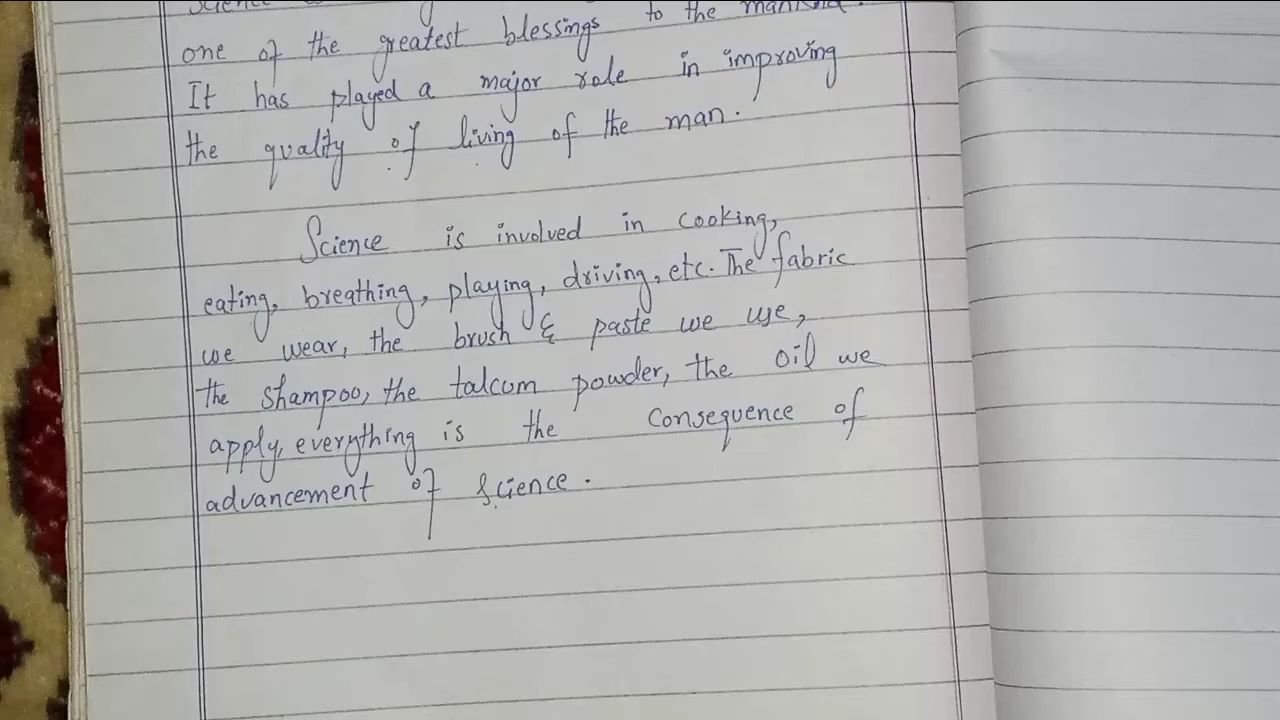 Science
one of the greatest blessings to the mankind.
It has played a major role in improving
the quality of living of the man.
Science is involved in cooking,
eating, breathing, playing, driving, etc. The fabric
we wear, the brush & paste we use,
the shampoo, the talcum powder, the oil we
apply, everything is the consequence of
advancement of science.